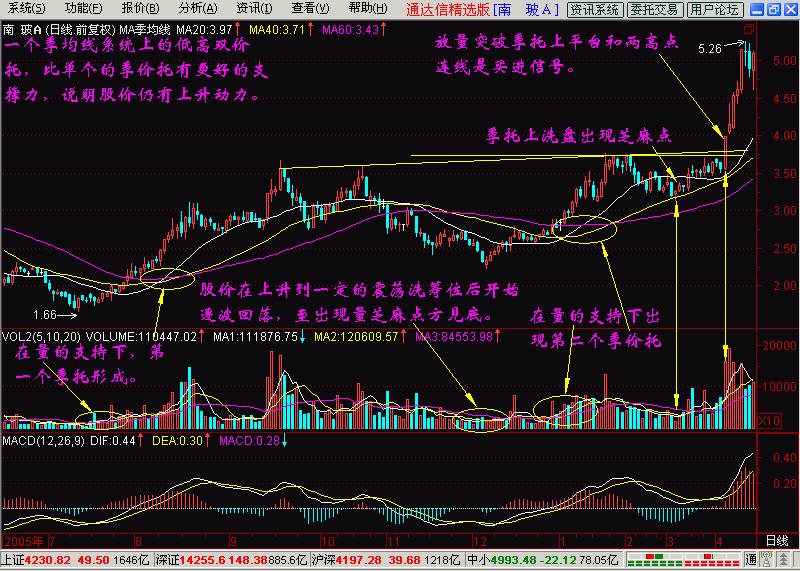 系统(S) 功能(F) 报价(B) 分析(A) 资讯(I) 查看(V) 帮助(H) 通达信精选版[南 玻A] 资讯系统 委托交易 用户论坛
南 玻A(日线.前复权) MA季均线 MA20:3.97↑ MA40:3.71↑ MA60:3.43↑
一个季均线系统上的低高双价
托，比单个的季价托有更好的支
撑力，说明股价仍有上升动力。
放量突破季托上平台和两高点
连线是买进信号。
5.26
5.00
4.50
季托上洗盘出现芝麻点
4.00
3.50
3.00
2.50
2.00
股价在上升到一定的震荡洗筹位后开始
逐波回落，至出现量芝麻点方见底。
1.66
在量的支持下出
现第二个季价托
VOL2(5,10,20) VOLUME:110447.02↑ MA1:111876.75↓ MA2:120609.57↑ MA3:84553.98↑
在量的支持下，第
一个季托形成。
20000
10000
X10
MACD(12,26,9) DIF:0.44↑ DEA:0.30↑ MACD:0.28↓
0.40
0.20
2005年7 8 9 10 11 12 1 2 3 4 日线
上证4230.82 49.50 1646亿 深证14255.6 148.38 885.6亿 沪深4197.28 39.68 1218亿 中小4993.48 -22.12 78.05亿 通